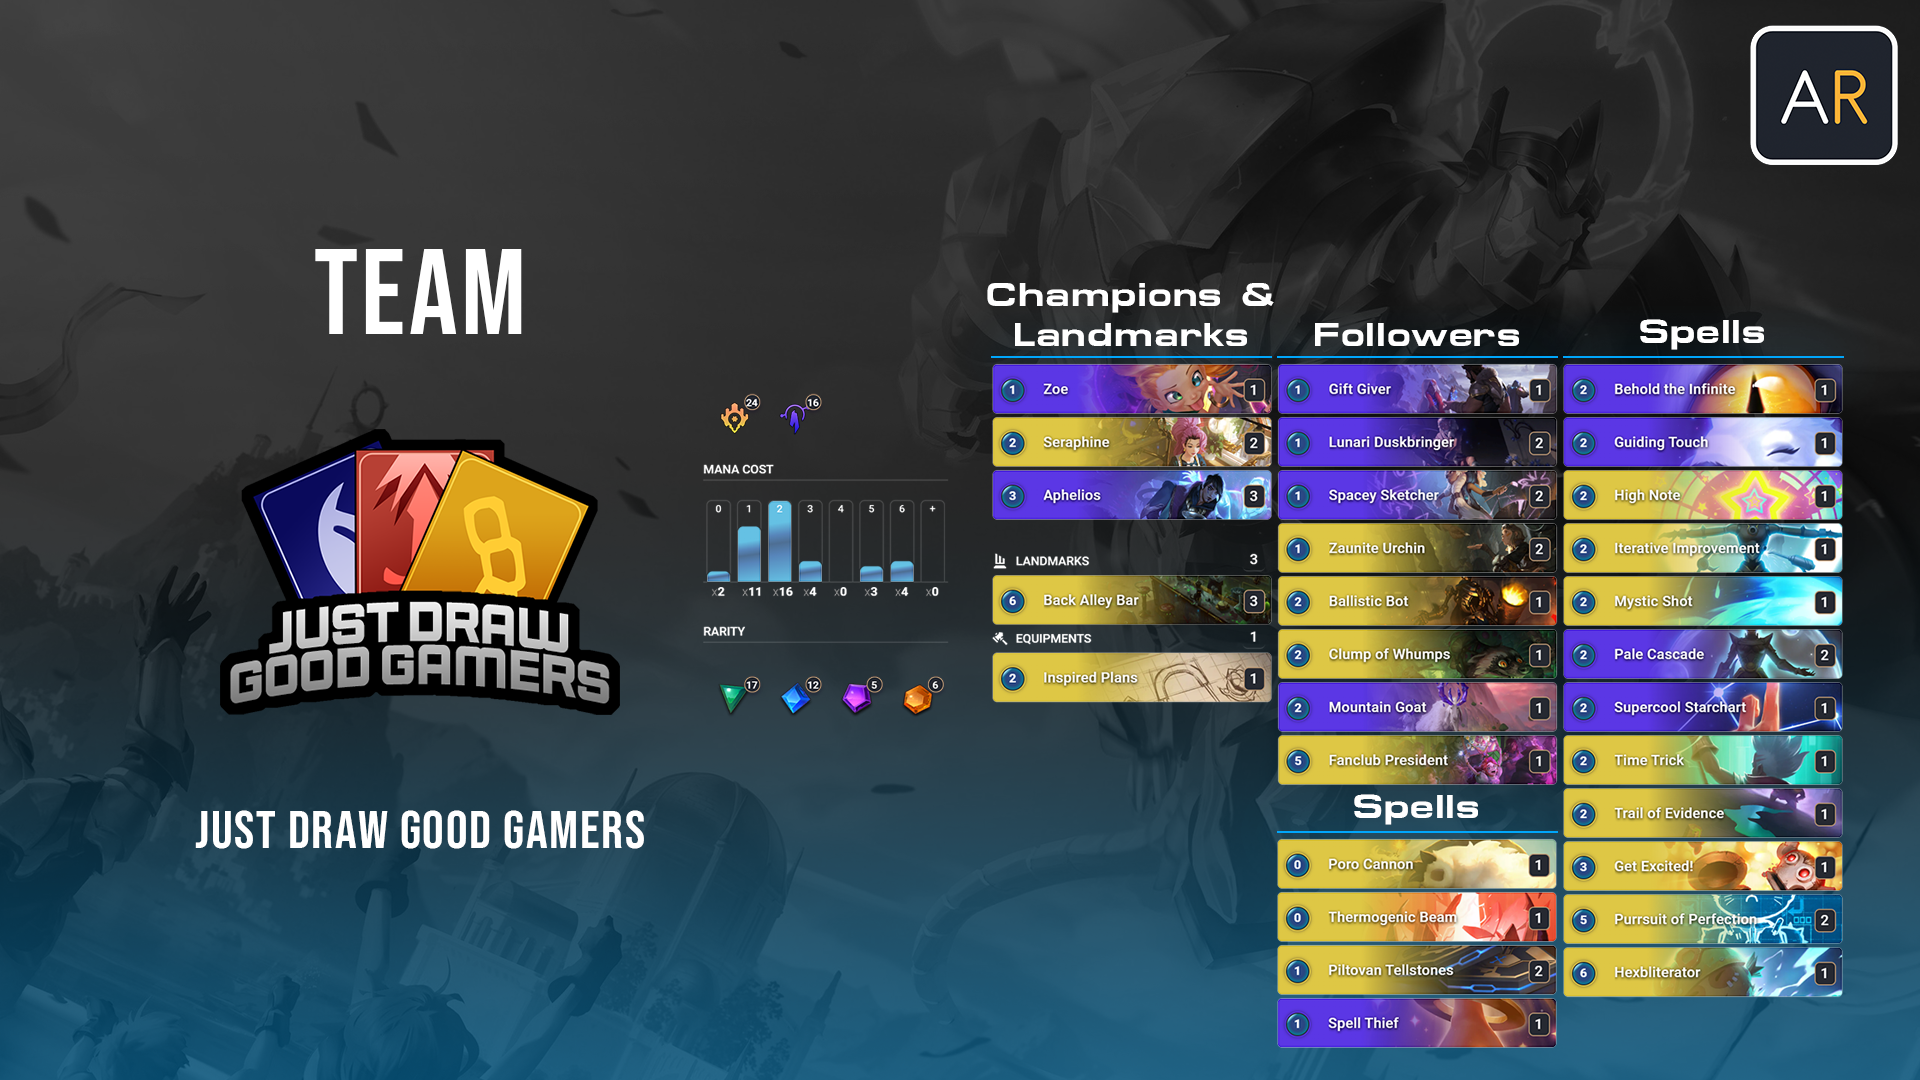 AR
TEAM
JUST DRAW
GOOD GAMERS
JUST DRAW GOOD GAMERS
24 16
MANA COST
0 1 2 3 4 5 6 +
x2 x11 x16 x4 x0 x3 x4 x0
RARITY
17 12 5 6
Champions &
Landmarks
1 Zoe 1
2 Seraphine 2
3 Aphelios 3
LANDMARKS 3
6 Back Alley Bar 3
EQUIPMENTS 1
2 Inspired Plans 1
Followers
1 Gift Giver 1
1 Lunari Duskbringer 2
1 Spacey Sketcher 2
1 Zaunite Urchin 2
2 Ballistic Bot 1
2 Clump of Whumps 1
2 Mountain Goat 1
5 Fanclub President 1
Spells
0 Poro Cannon 1
0 Thermogenic Beam 1
1 Piltovan Tellstones 2
1 Spell Thief 1
Spells
2 Behold the Infinite 1
2 Guiding Touch 1
2 High Note 1
2 Iterative Improvement 1
2 Mystic Shot 1
2 Pale Cascade 2
2 Supercool Starchart 1
2 Time Trick 1
2 Trail of Evidence 1
3 Get Excited! 1
5 Purrsuit of Perfection 2
6 Hexbliterator 1